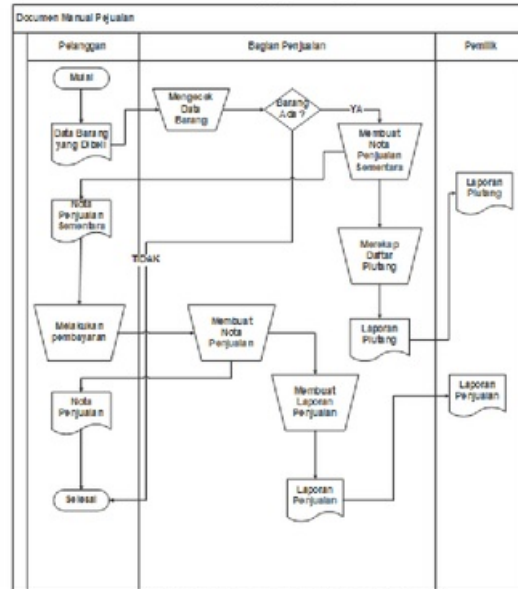 Documen Manual Pejualan
Pelanggan
Bagian Penjualan
Pemilik
Mulai
Data Barang
yang Dibeli
Mengecek
Data
Barang
Barang
Ada ?
YA
Membuat
Nota
Penjualan
Sementara
Laporan
Piutang
Nota
Penjualan
Sementara
TIDAK
Merekap
Daftar
Piutang
Melakukan
pembayaran
Membuat
Nota
Penjualan
Laporan
Piutang
Nota
Penjualan
Membuat
Laporan
Penjualan
Laporan
Penjualan
Selesai
Laporan
Penjualan